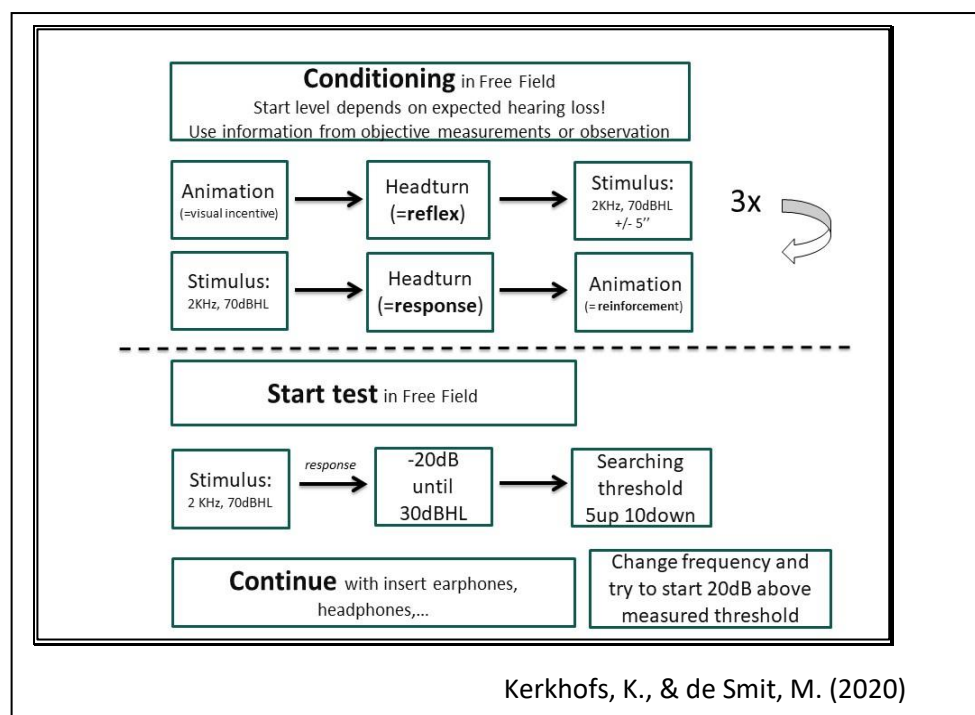 Conditioning in Free Field
Start level depends on expected hearing loss!
Use information from objective measurements or observation
Animation
(=visual incentive)
Headturn
(=reflex)
Stimulus:
2KHz, 70dBHL
+/- 5’’
3x
Stimulus:
2KHz, 70dBHL
Headturn
(=response)
Animation
(= reinforcement)
Start test in Free Field
Stimulus:
2 KHz, 70dBHL
response
-20dB
until
30dBHL
Searching
threshold
5up 10down
Continue with insert earphones,
headphones,...
Change frequency and
try to start 20dB above
measured threshold
Kerkhofs, K., & de Smit, M. (2020)